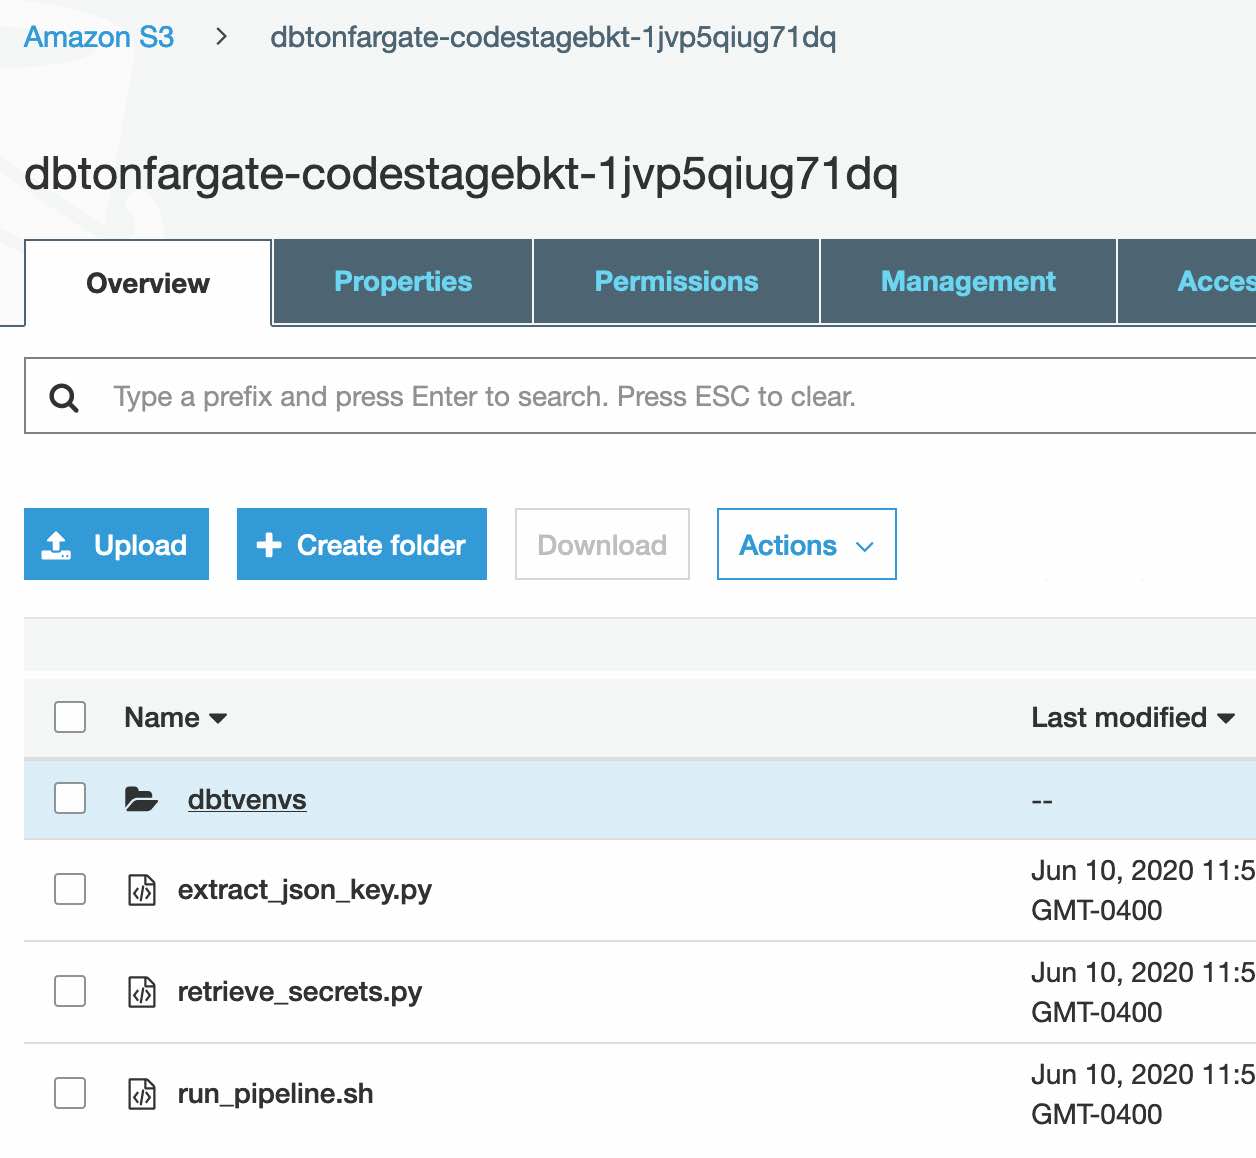 Amazon S3 > dbtonfargate-codestagebkt-1jvp5qiug71dq
dbtonfargate-codestagebkt-1jvp5qiug71dq
Overview Properties Permissions Management Acces
Type a prefix and press Enter to search. Press ESC to clear.
Upload Create folder Download Actions
Name Last modified
dbtvenvs --
extract_json_key.py Jun 10, 2020 11:5
GMT-0400
retrieve_secrets.py Jun 10, 2020 11:5
GMT-0400
run_pipeline.sh Jun 10, 2020 11:5
GMT-0400